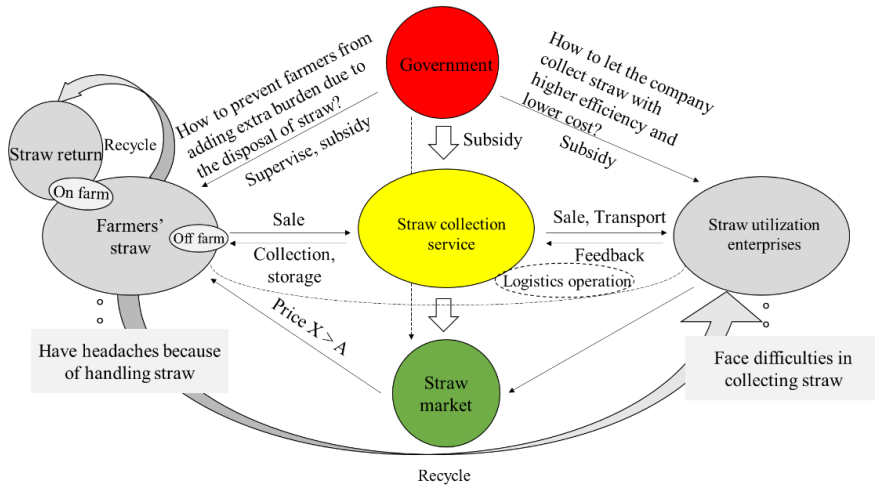 Government
How to prevent farmers from
adding extra burden due to
the disposal of straw?
Supervise, subsidy
How to let the company
collect straw with
higher efficiency and
lower cost?
Subsidy
Subsidy
Recycle
Straw return
On farm
Farmers'
straw
Off farm
Sale
Collection,
storage
Straw collection
service
Sale, Transport
Feedback
Logistics operation
Straw utilization
enterprises
Price X > A
Have headaches because
of handling straw
Straw
market
Face difficulties in
collecting straw
Recycle